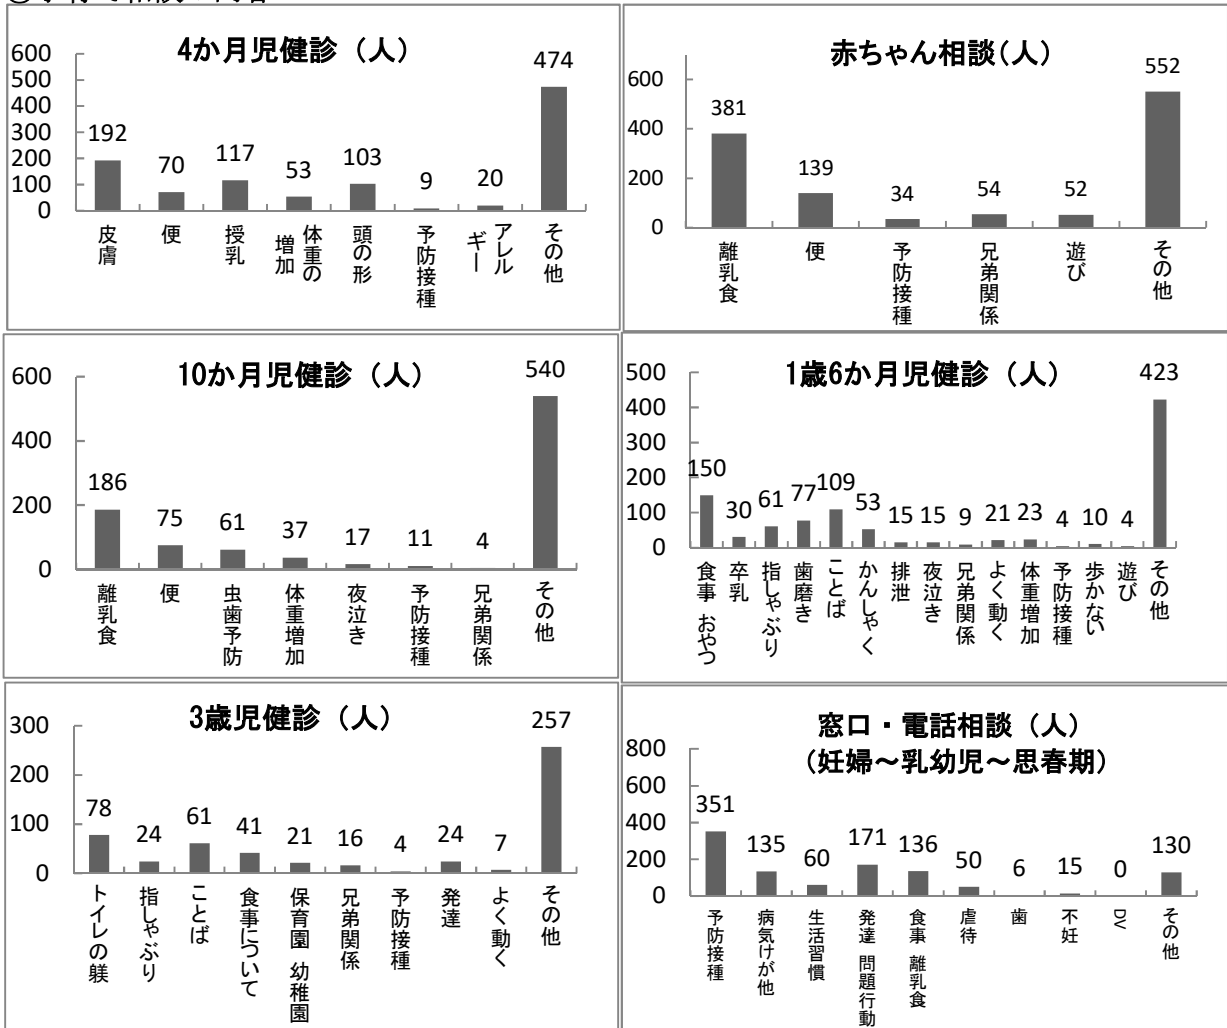 4か月児健診（人）
600
500
400
300
200
100
0
192
70
117
53
103
9
20
474
皮膚
便
授乳
体重の
増加
頭の形
予防接種
アレル
ギー
その他
赤ちゃん相談（人）
600
400
200
0
381
139
34
54
52
552
離乳食
便
予防接種
兄弟関係
遊び
その他
10か月児健診（人）
600
400
200
0
186
75
61
37
17
11
4
540
離乳食
便
虫歯予防
体重増加
夜泣き
予防接種
兄弟関係
その他
1歳6か月児健診（人）
500
400
300
200
100
0
150
30
61
77
109
53
15
15
9
21
23
4
10
4
423
食事 おやつ
卒乳
指しゃぶり
歯磨き
ことば
かんしゃく
排泄
夜泣き
兄弟関係
よく動く
体重増加
予防接種
歩かない
遊び
その他
3歳児健診（人）
300
200
100
0
78
24
61
41
21
16
4
24
7
257
トイレの躾
指しゃぶり
ことば
食事について
保育園 幼稚園
兄弟関係
予防接種
発達
よく動く
その他
窓口・電話相談（人）
（妊婦～乳幼児～思春期）
800
600
400
200
0
351
135
60
171
136
50
6
15
0
130
予防接種
病気けが他
生活習慣
発達 問題行動
食事 離乳食
虐待
歯
不妊
DV
その他